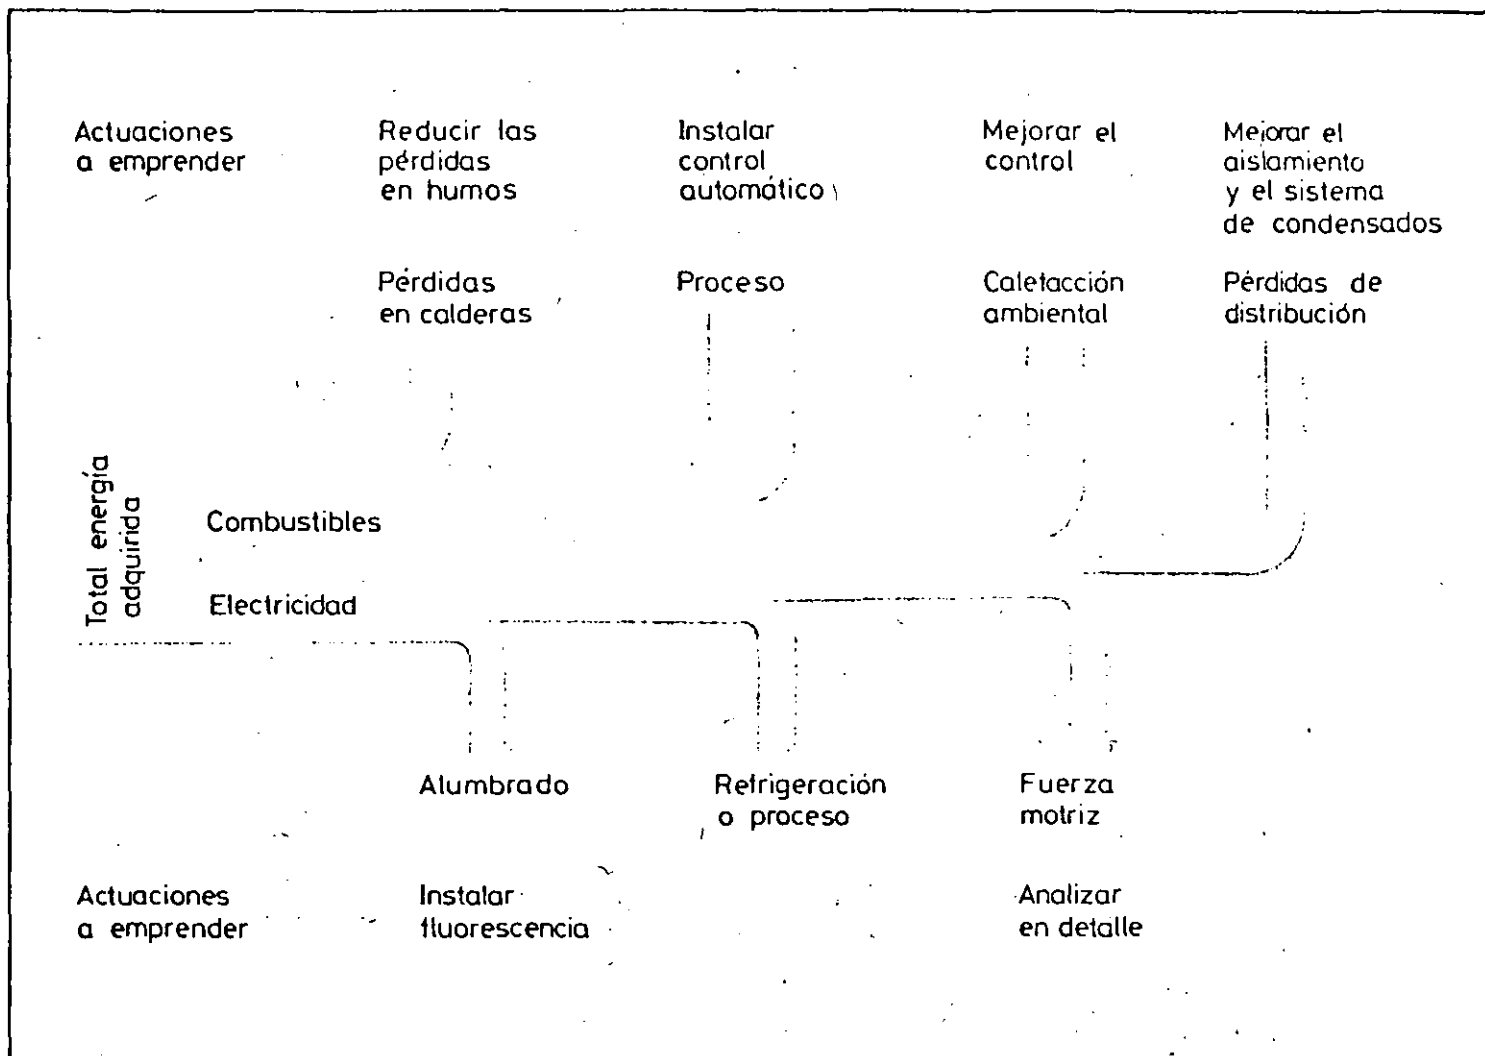 Actuaciones
a emprender
Reducir las
pérdidas
en humos
Instalar
control
automático
Mejorar el
control
Mejorar el
aislamiento
y el sistema
de condensados
Pérdidas
en calderas
Proceso
Calefacción
ambiental
Pérdidas de
distribución
Total energía
adquirida
Combustibles
Electricidad
Alumbrado
Refrigeración
o proceso
Fuerza
motriz
Actuaciones
a emprender
Instalar
fluorescencia
Analizar
en detalle